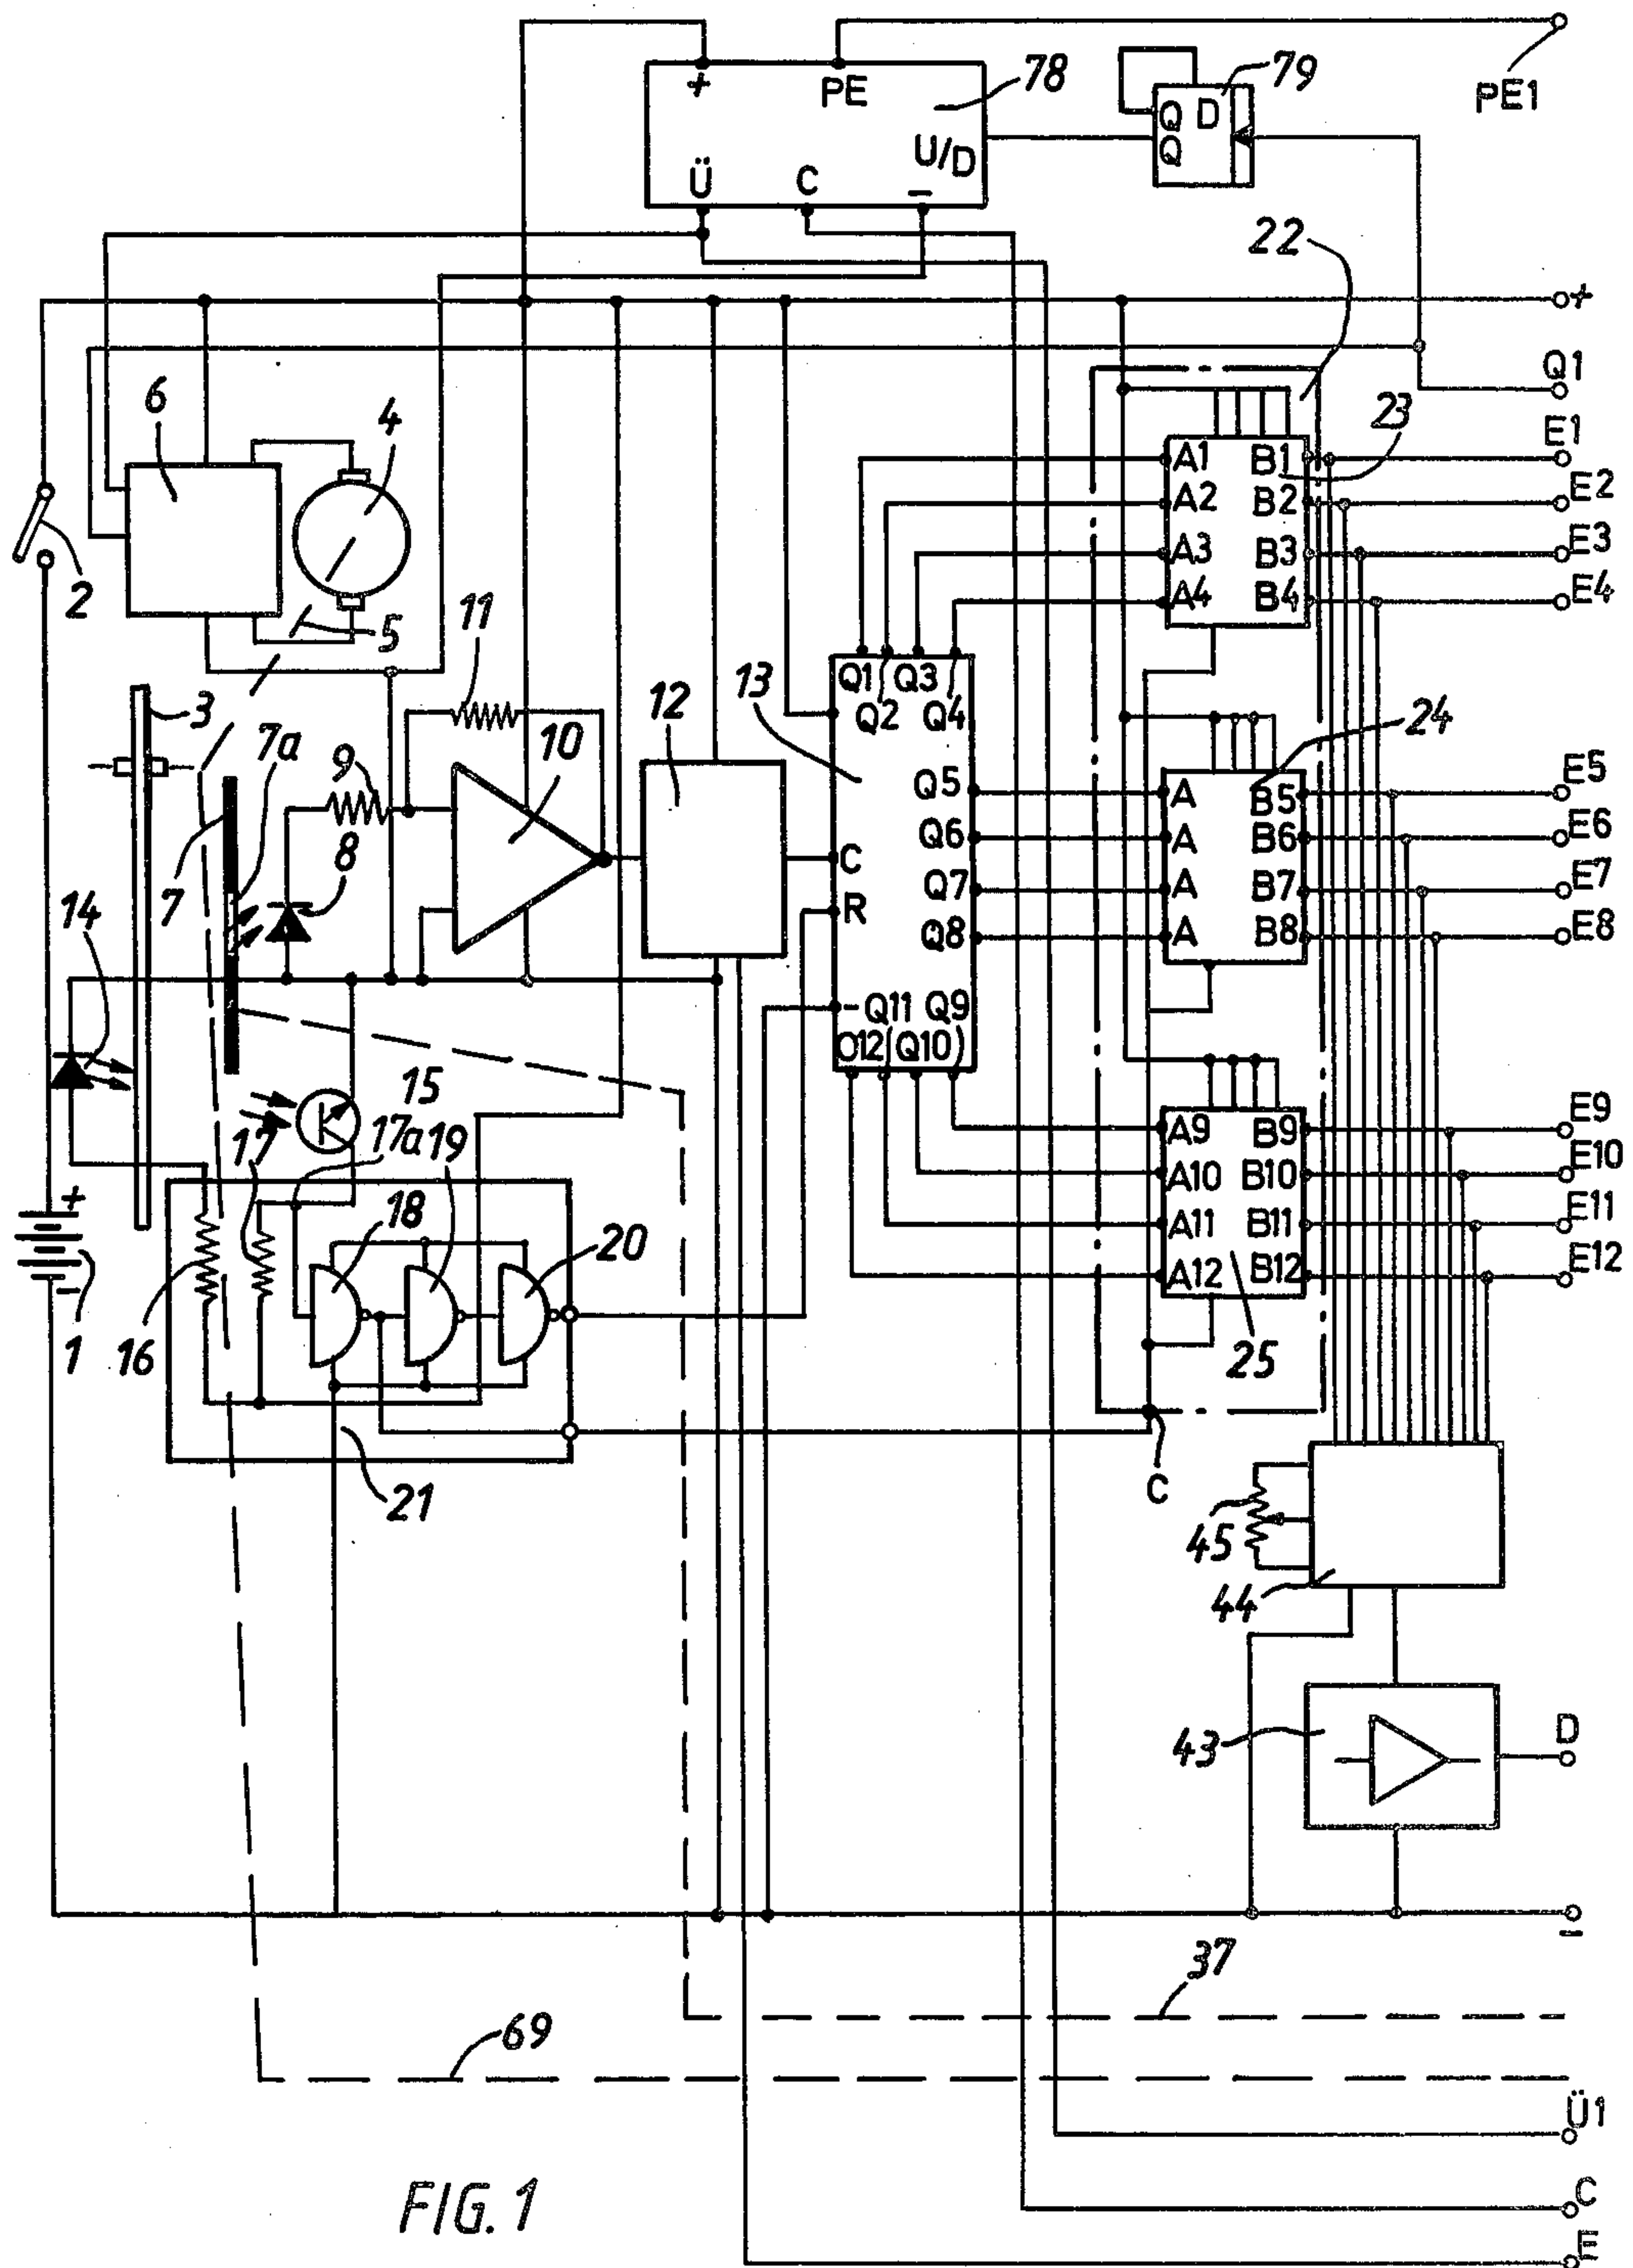 + PE 78 79
PE1
Q D
Q
U/D
Ü C −
22
+
Q1
6 4
23
E1
A1 B1
E2
A2 B2
E3
A3 B3
E4
A4 B4
2
5
11
3
7a
12
13
Q1 Q3
Q2 Q4
24
9
10
8
7
14
Q5 A B5 E5
Q6 A B6 E6
C
Q7 A B7 E7
R
Q8 A B8 E8
- Q11 Q9
O12 (Q10)
15
17
17a 19
A9 B9 E9
A10 B10 E10
A11 B11 E11
A12 B12 E12
18
20
+
−
1
16
25
21
C
45
44
43
D
−
37
69
Ü1
FIG. 1
C
E